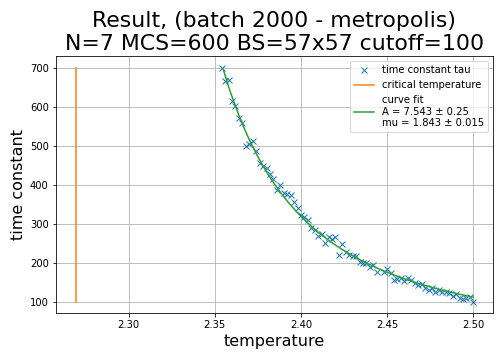 Result, (batch 2000 - metropolis)
N=7 MCS=600 BS=57x57 cutoff=100
time constant tau
critical temperature
curve fit
A = 7.543 ± 0.25
mu = 1.843 ± 0.015
time constant
700
600
500
400
300
200
100
2.30
2.35
2.40
2.45
2.50
temperature